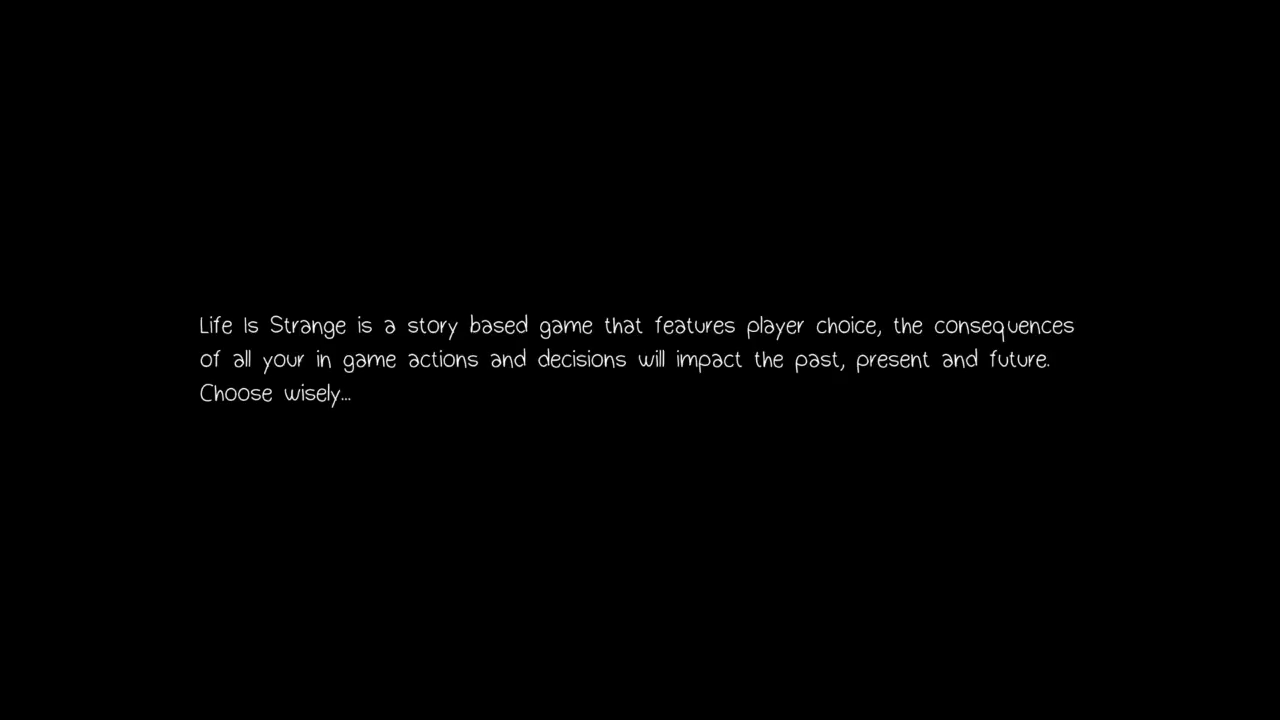 Life Is Strange is a story based game that features player choice, the consequences
of all your in game actions and decisions will impact the past, present and future.
Choose wisely...